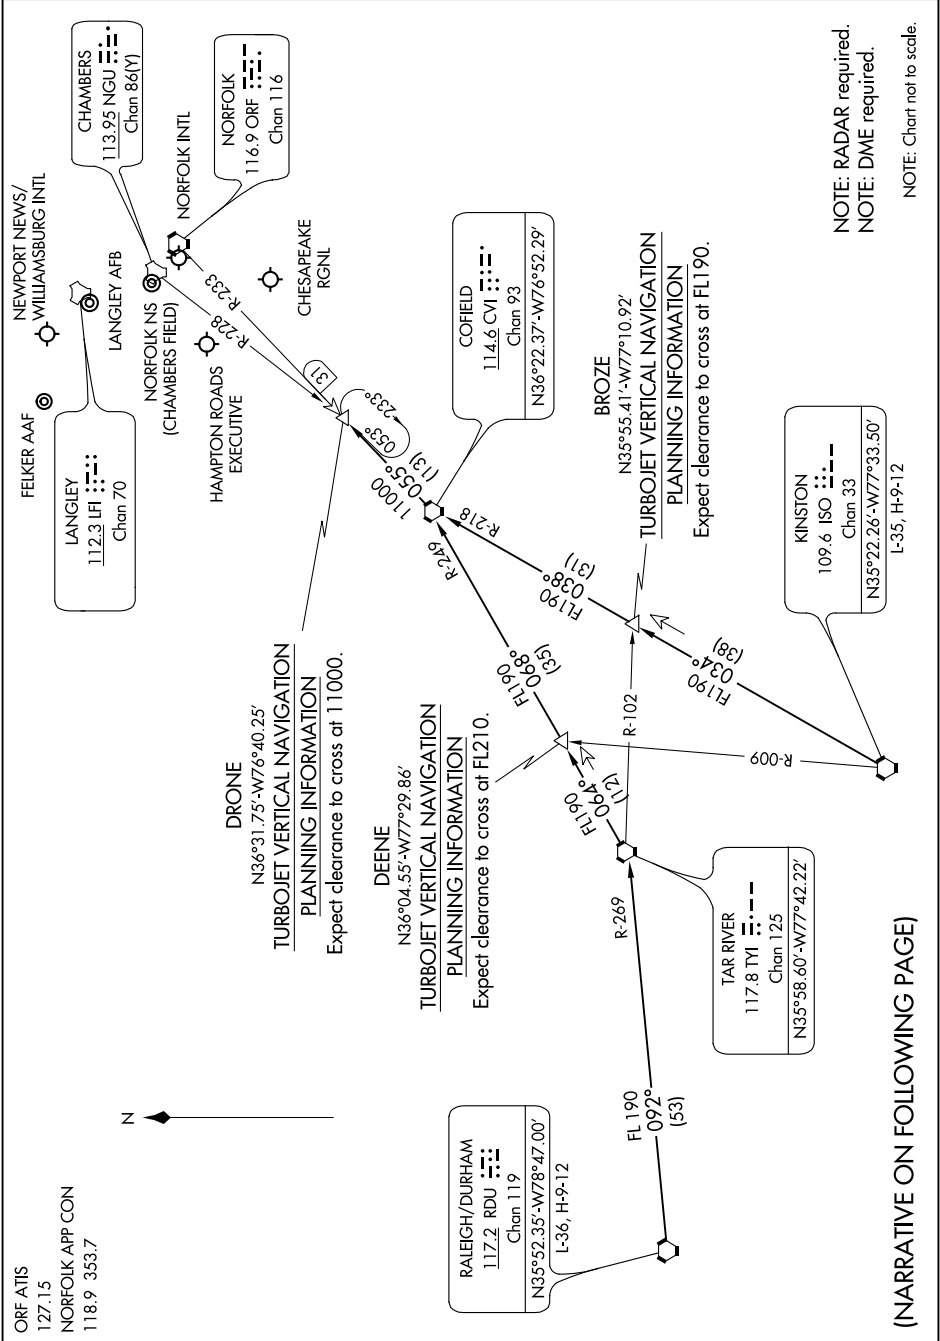 ORF ATIS
127.15
NORFOLK APP CON
118.9 353.7
N
FELKER AAF
NEWPORT NEWS/
WILLIAMSBURG INTL
LANGLEY
112.3 LFI
Chan 70
LANGLEY AFB
CHAMBERS
113.95 NGU
Chan 86(Y)
NORFOLK NS
(CHAMBERS FIELD)
NORFOLK INTL
NORFOLK
116.9 ORF
Chan 116
HAMPTON ROADS
EXECUTIVE
CHESAPEAKE
RGNL
R-228
R-233
31
233°
053°
11000
055°
(13)
DRONE
N36°31.75'-W76°40.25'
TURBOJET VERTICAL NAVIGATION
PLANNING INFORMATION
Expect clearance to cross at 11000.
DEENE
N36°04.55'-W77°29.86'
TURBOJET VERTICAL NAVIGATION
PLANNING INFORMATION
Expect clearance to cross at FL210.
COFIELD
114.6 CVI
Chan 93
N36°22.37'-W76°52.29'
R-249
R-218
FL190
068°
(35)
FL190
038°
(31)
BROZE
N35°55.41'-W77°10.92'
TURBOJET VERTICAL NAVIGATION
PLANNING INFORMATION
Expect clearance to cross at FL190.
RALEIGH/DURHAM
117.2 RDU
Chan 119
N35°52.35'-W78°47.00'
L-36, H-9-12
FL 190
092°
(53)
R-269
FL190
064°
(12)
R-102
R-009
FL190
034°
(38)
TAR RIVER
117.8 TYI
Chan 125
N35°58.60'-W77°42.22'
KINSTON
109.6 ISO
Chan 33
N35°22.26'-W77°33.50'
L-35, H-9-12
NOTE: RADAR required.
NOTE: DME required.
NOTE: Chart not to scale.
(NARRATIVE ON FOLLOWING PAGE)